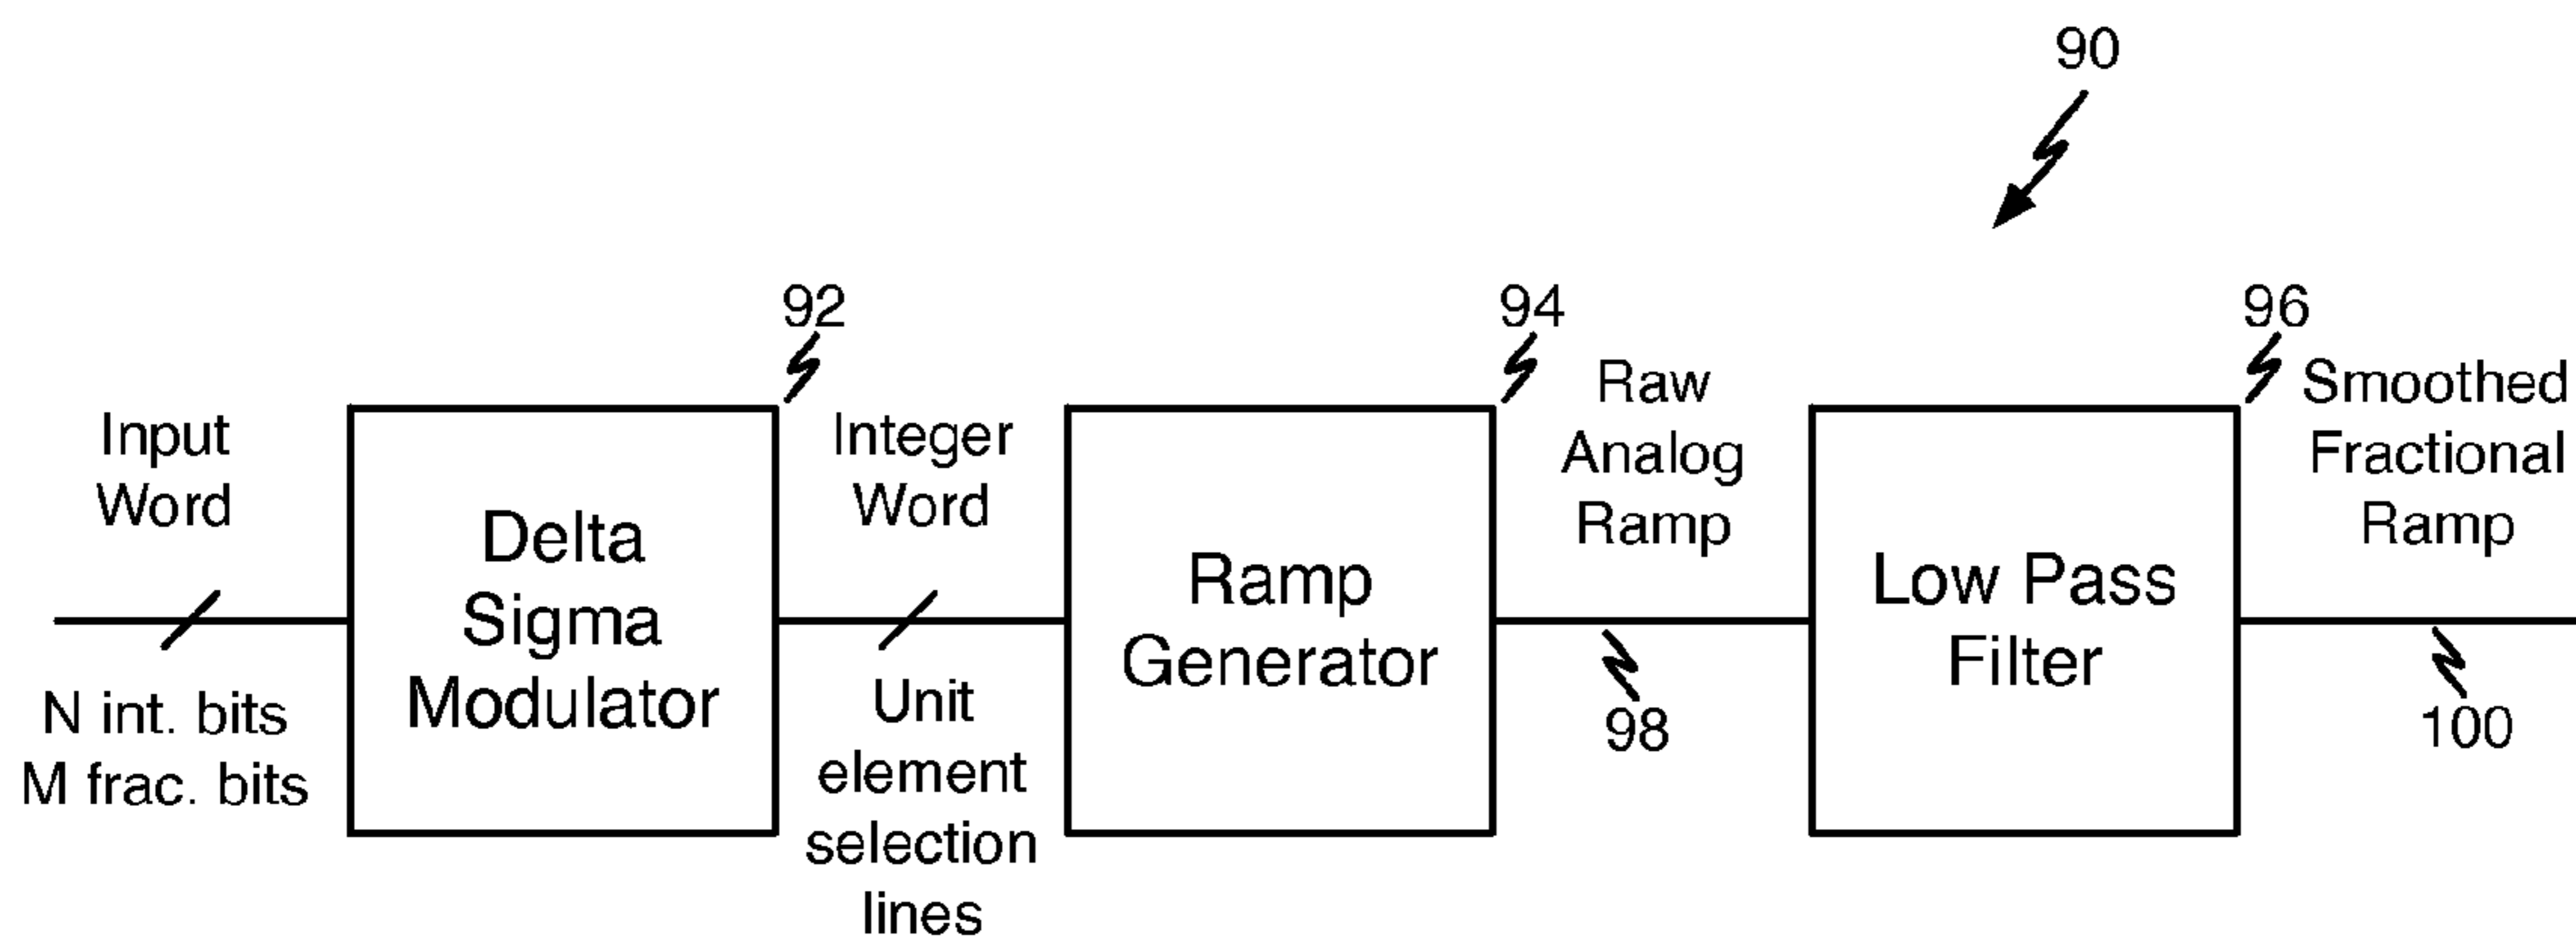 90
92
94
96
Input
Word
N int. bits
M frac. bits
Delta
Sigma
Modulator
Integer
Word
Unit
element
selection
lines
Ramp
Generator
Raw
Analog
Ramp
98
Low Pass
Filter
Smoothed
Fractional
Ramp
100